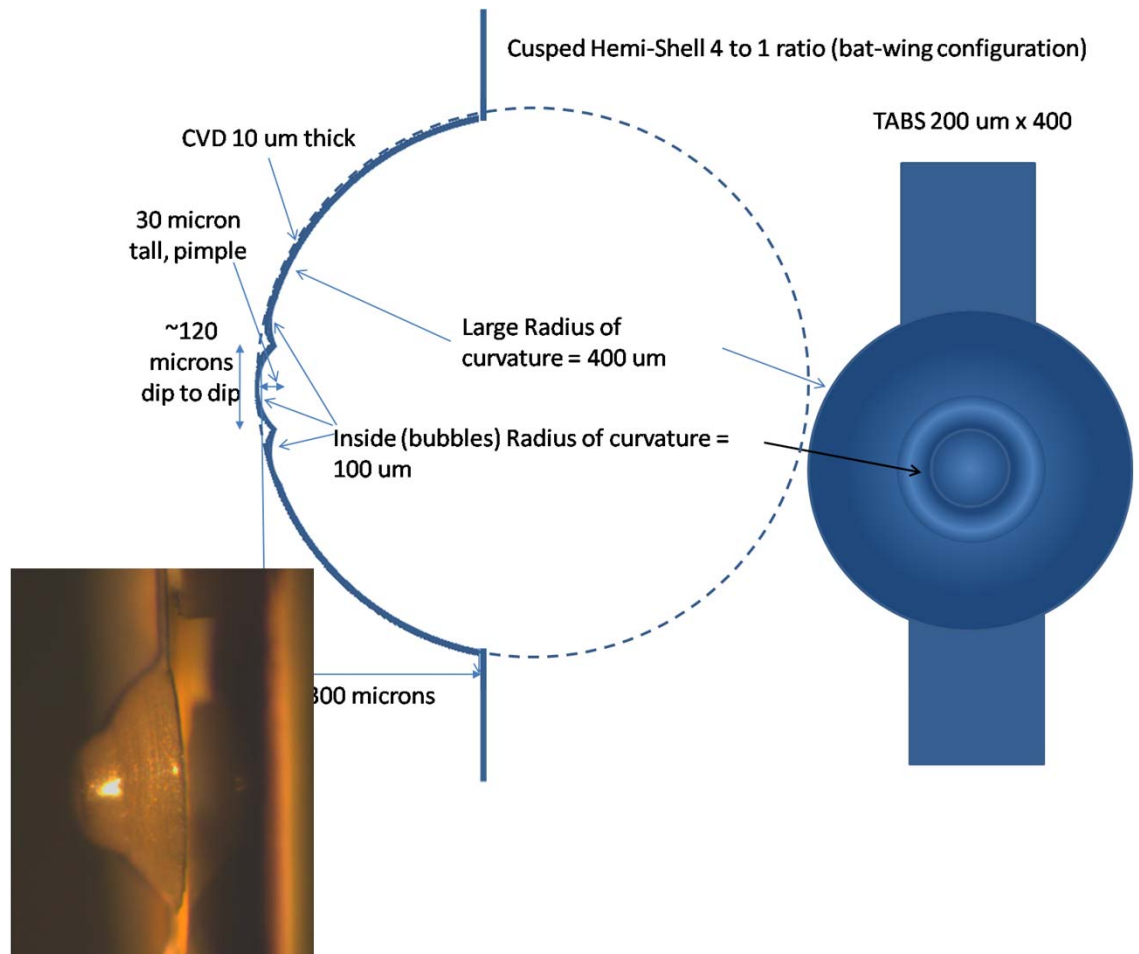 Cusped Hemi-Shell 4 to 1 ratio (bat-wing configuration)
TABS 200 um x 400
CVD 10 um thick
30 micron
tall, pimple
~120
microns
dip to dip
Large Radius of
curvature = 400 um
Inside (bubbles) Radius of curvature =
100 um
300 microns